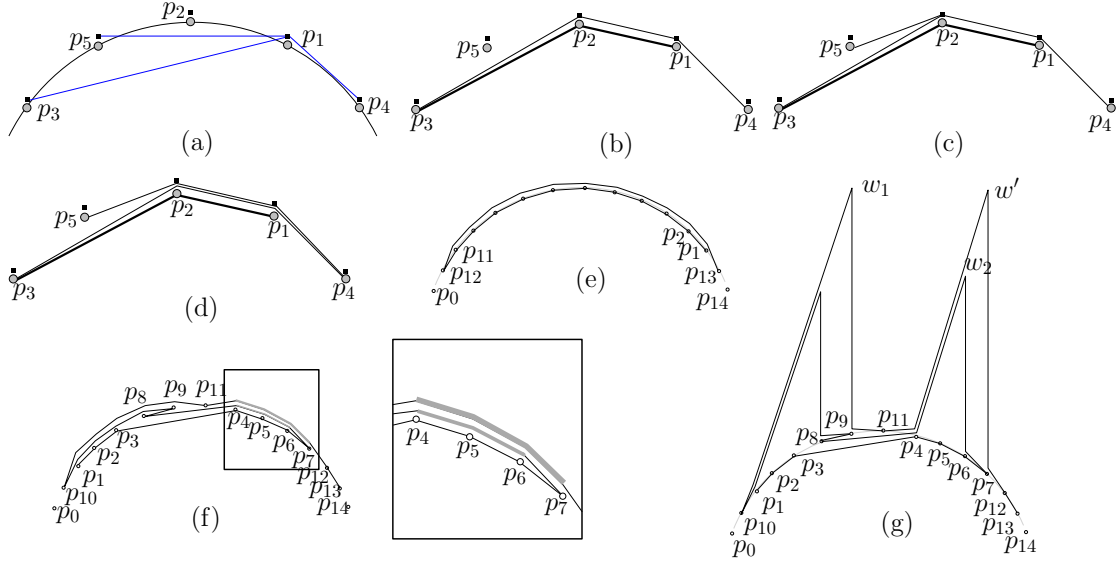 p₂ p₁ p₅ p₄ p₃
(a)
p₂ p₅ p₁ p₃ p₄
(b)
p₅ p₂ p₁ p₃ p₄
(c)
p₅ p₂ p₁ p₃ p₄
(d)
p₂ p₁ p₁₁ p₁₂ p₁₃ p₀ p₁₄
(e)
p₈ p₉ p₁₁ p₃ p₄ p₅ p₂ p₆ p₁ p₇ p₁₀ p₁₂ p₁₃ p₀ p₁₄
(f)
p₄ p₅ p₆ p₇
w₁ w′ w₂
p₉ p₁₁ p₈ p₄ p₅ p₃ p₆ p₂ p₇ p₁ p₁₀ p₁₂ p₁₃ p₀ p₁₄
(g)